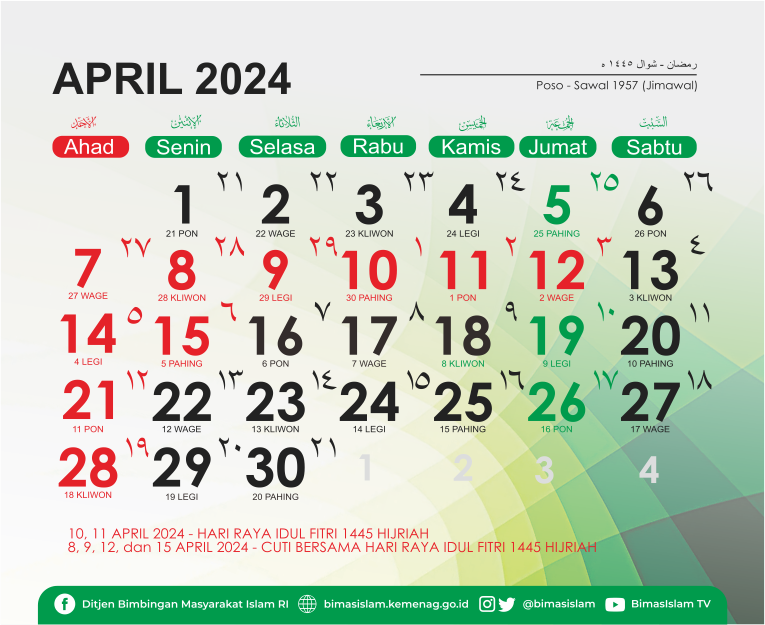 APRIL 2024
رمضان - شوال ١٤٤٥ ه
Poso - Sawal 1957 (Jimawal)
الأحد الإثنين الثلاثاء الأربعاء الخميس الجمعة السبت
Ahad Senin Selasa Rabu Kamis Jumat Sabtu
1 ٢١ 2 ٢٢ 3 ٢٣ 4 ٢٤ 5 ٢٥ 6 ٢٦
21 PON 22 WAGE 23 KLIWON 24 LEGI 25 PAHING 26 PON
7 ٢٧ 8 ٢٨ 9 ٢٩ 10 ١ 11 ٢ 12 ٣ 13 ٤
27 WAGE 28 KLIWON 29 LEGI 30 PAHING 1 PON 2 WAGE 3 KLIWON
14 ٥ 15 ٦ 16 ٧ 17 ٨ 18 ٩ 19 ١٠ 20 ١١
4 LEGI 5 PAHING 6 PON 7 WAGE 8 KLIWON 9 LEGI 10 PAHING
21 ١٢ 22 ١٣ 23 ١٤ 24 ١٥ 25 ١٦ 26 ١٧ 27 ١٨
11 PON 12 WAGE 13 KLIWON 14 LEGI 15 PAHING 16 PON 17 WAGE
28 ١٩ 29 ٢٠ 30 ٢١ 1 2 3 4
18 KLIWON 19 LEGI 20 PAHING
10, 11 APRIL 2024 - HARI RAYA IDUL FITRI 1445 HIJRIAH
8, 9, 12, dan 15 APRIL 2024 - CUTI BERSAMA HARI RAYA IDUL FITRI 1445 HIJRIAH
Ditjen Bimbingan Masyarakat Islam RI bimasislam.kemenag.go.id @bimasislam BimasIslam TV